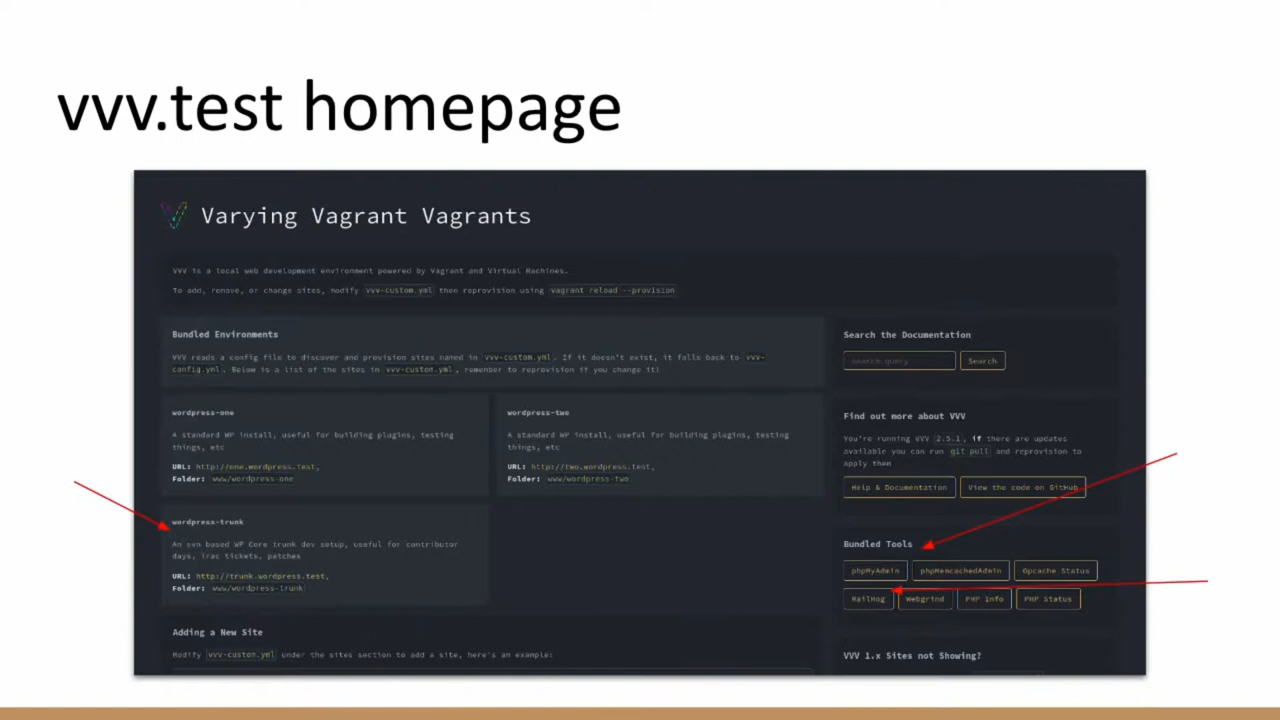 vvv.test homepage
Varying Vagrant Vagrants
VVV is a local web development environment powered by Vagrant and Virtual Machines.
To add, remove, or change sites, modify vvv-custom.yml then reprovision using vagrant reload --provision
Bundled Environments
VVV reads a config file to discover and provision sites named in vvv-custom.yml. If it doesn't exist, it falls back to vvv-
config.yml. Below is a list of the sites in vvv-custom.yml, remember to reprovision if you change it!
wordpress-one
A standard WP install, useful for building plugins, testing
things, etc
URL: http://one.wordpress.test,
Folder: www/wordpress-one
wordpress-two
A standard WP install, useful for building plugins, testing
things, etc
URL: http://two.wordpress.test,
Folder: www/wordpress-two
wordpress-trunk
An svn based WP Core trunk dev setup, useful for contributor
days, trac tickets, patches
URL: http://trunk.wordpress.test,
Folder: www/wordpress-trunk
Adding a New Site
Modify vvv-custom.yml under the sites section to add a site, here's an example:
Search the Documentation
search query Search
Find out more about VVV
You're running VVV 2.5.1, if there are updates
available you can run git pull and reprovision to
apply them
Help & Documentation View the code on GitHub
Bundled Tools
phpMyAdmin phpMemcachedAdmin Opcache Status
MailHog Webgrind PHP Info PHP Status
VVV 1.x Sites not Showing?